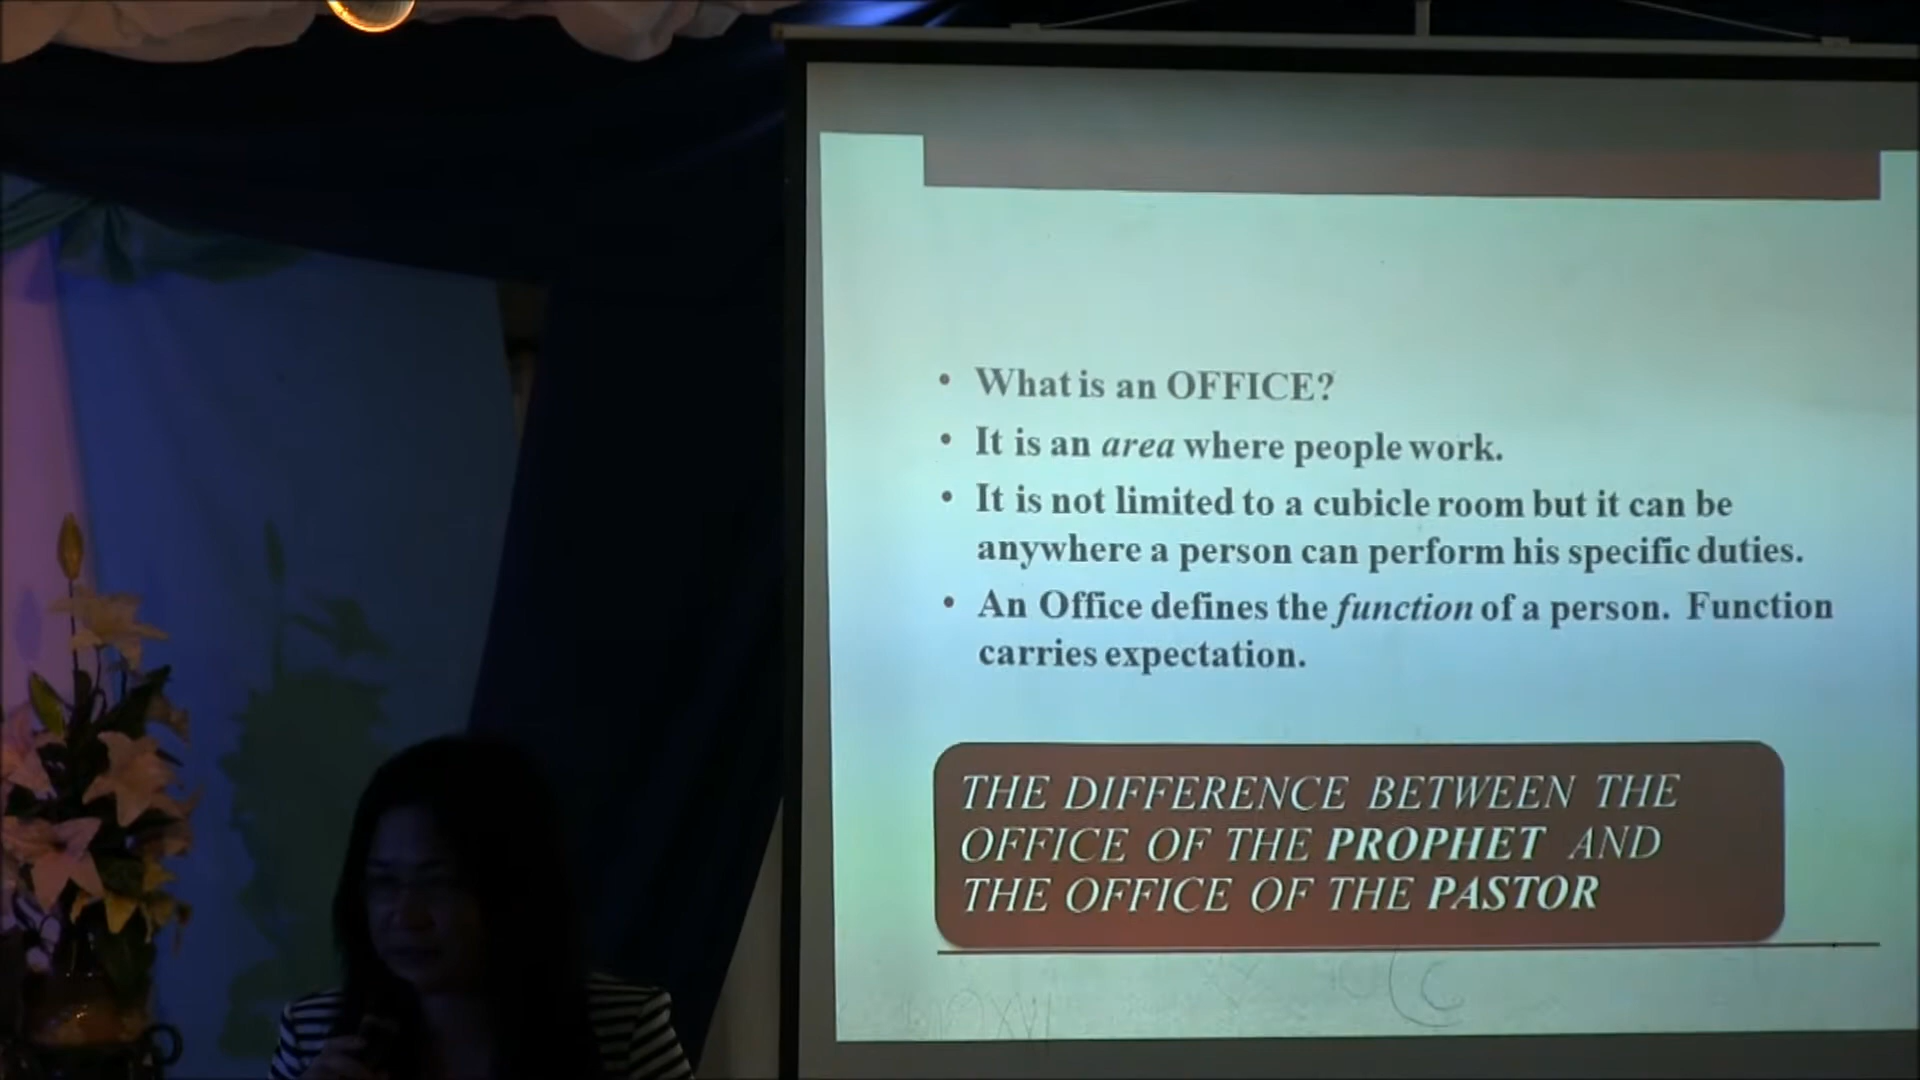 • What is an OFFICE?
• It is an area where people work.
• It is not limited to a cubicle room but it can be
anywhere a person can perform his specific duties.
• An Office defines the function of a person. Function
carries expectation.
THE DIFFERENCE BETWEEN THE
OFFICE OF THE PROPHET AND
THE OFFICE OF THE PASTOR